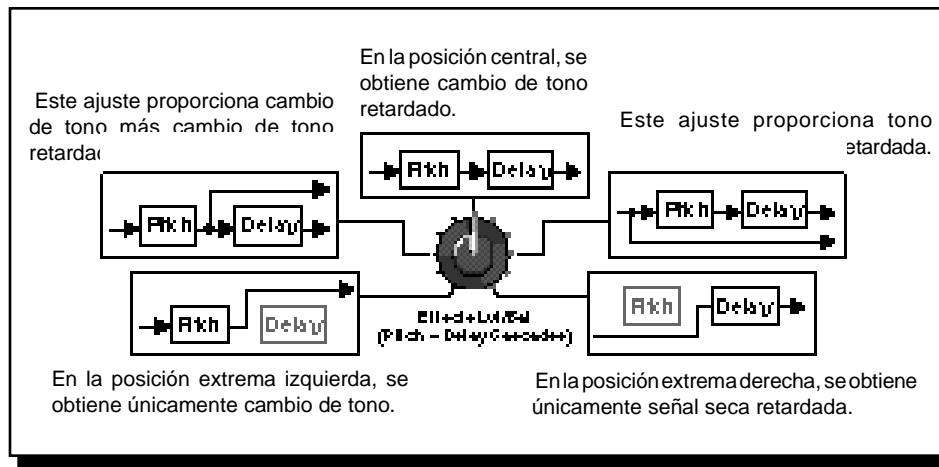 En la posición central, se
obtiene cambio de tono
retardado.
Este ajuste proporciona cambio
de tono más cambio de tono
Este ajuste proporciona tono
etardada.
Pitch
Delay
Pitch
Delay
Pitch
Delay
Pitch
Delay
Pitch
Delay
En la posición extrema izquierda, se
obtiene únicamente cambio de tono.
En la posición extrema derecha, se obtiene
únicamente señal seca retardada.